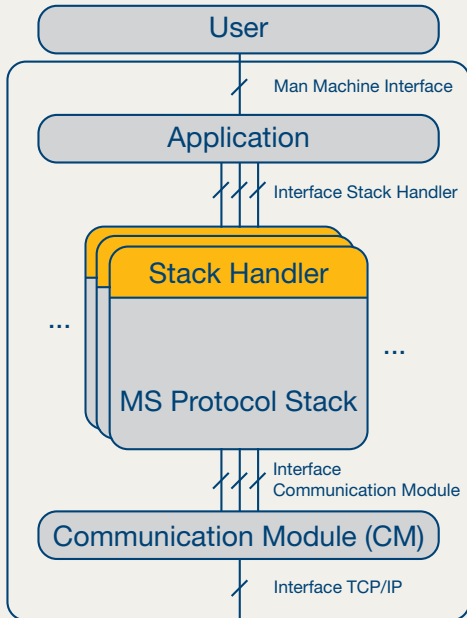 User
Man Machine Interface
Application
Interface Stack Handler
Stack Handler
...
...
MS Protocol Stack
Interface
Communication Module
Communication Module (CM)
Interface TCP/IP